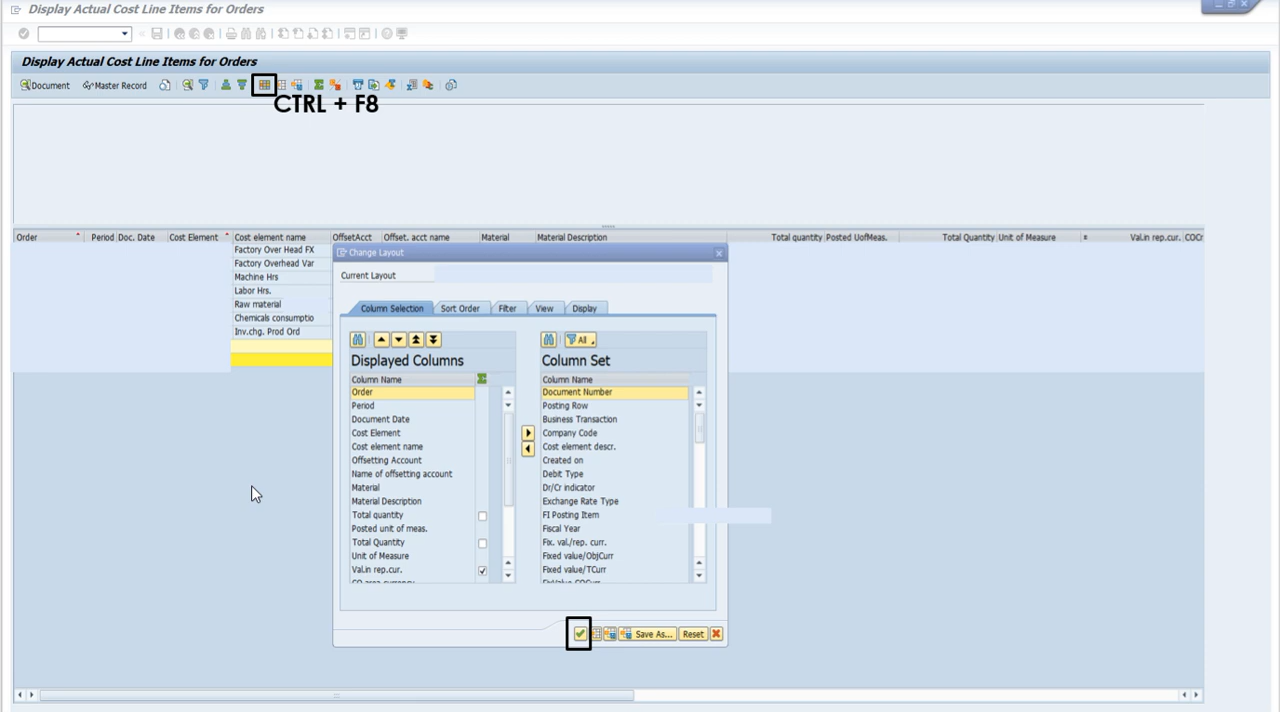 Display Actual Cost Line Items for Orders
Display Actual Cost Line Items for Orders
Document Master Record
CTRL + F8
Order Period Doc. Date Cost Element Cost element name OffsetAcct Offset. acct name Material Material Description Total quantity Posted UofMeas. Total Quantity Unit of Measure Val.in rep.cur. COCr
Factory Over Head FX
Factory Overhead Var
Machine Hrs
Labor Hrs.
Raw material
Chemicals consumptio
Inv.chg. Prod Ord
Change Layout
Current Layout
Column Selection Sort Order Filter View Display
All
Displayed Columns Column Set
Column Name Column Name
Order Document Number
Period Posting Row
Document Date Business Transaction
Cost Element Company Code
Cost element name Cost element descr.
Offsetting Account Created on
Name of offsetting account Debit Type
Material Dr/Cr indicator
Material Description Exchange Rate Type
Total quantity FI Posting Item
Posted unit of meas. Fiscal Year
Total Quantity Fix. val./rep. curr.
Unit of Measure Fixed value/ObjCurr
Val.in rep.cur. Fixed value/TCurr
CO area currency FixValue COCurr
Save As... Reset